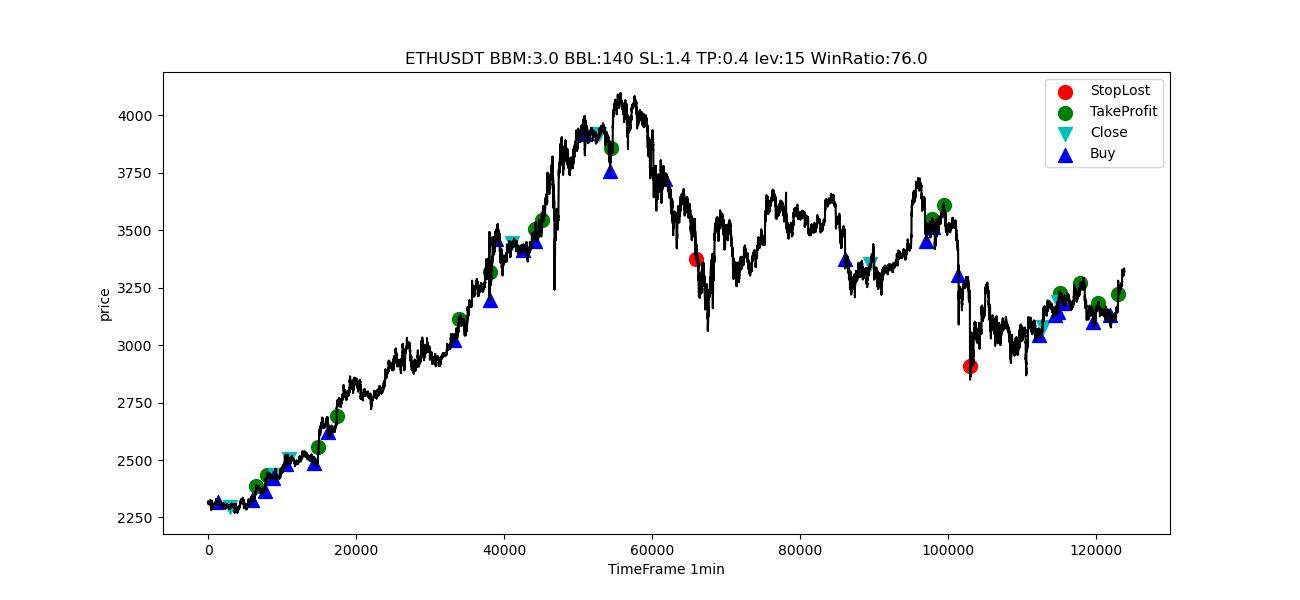 ETHUSDT BBM:3.0 BBL:140 SL:1.4 TP:0.4 lev:15 WinRatio:76.0
StopLost
TakeProfit
Close
Buy
price
4000
3750
3500
3250
3000
2750
2500
2250
0 20000 40000 60000 80000 100000 120000
TimeFrame 1min